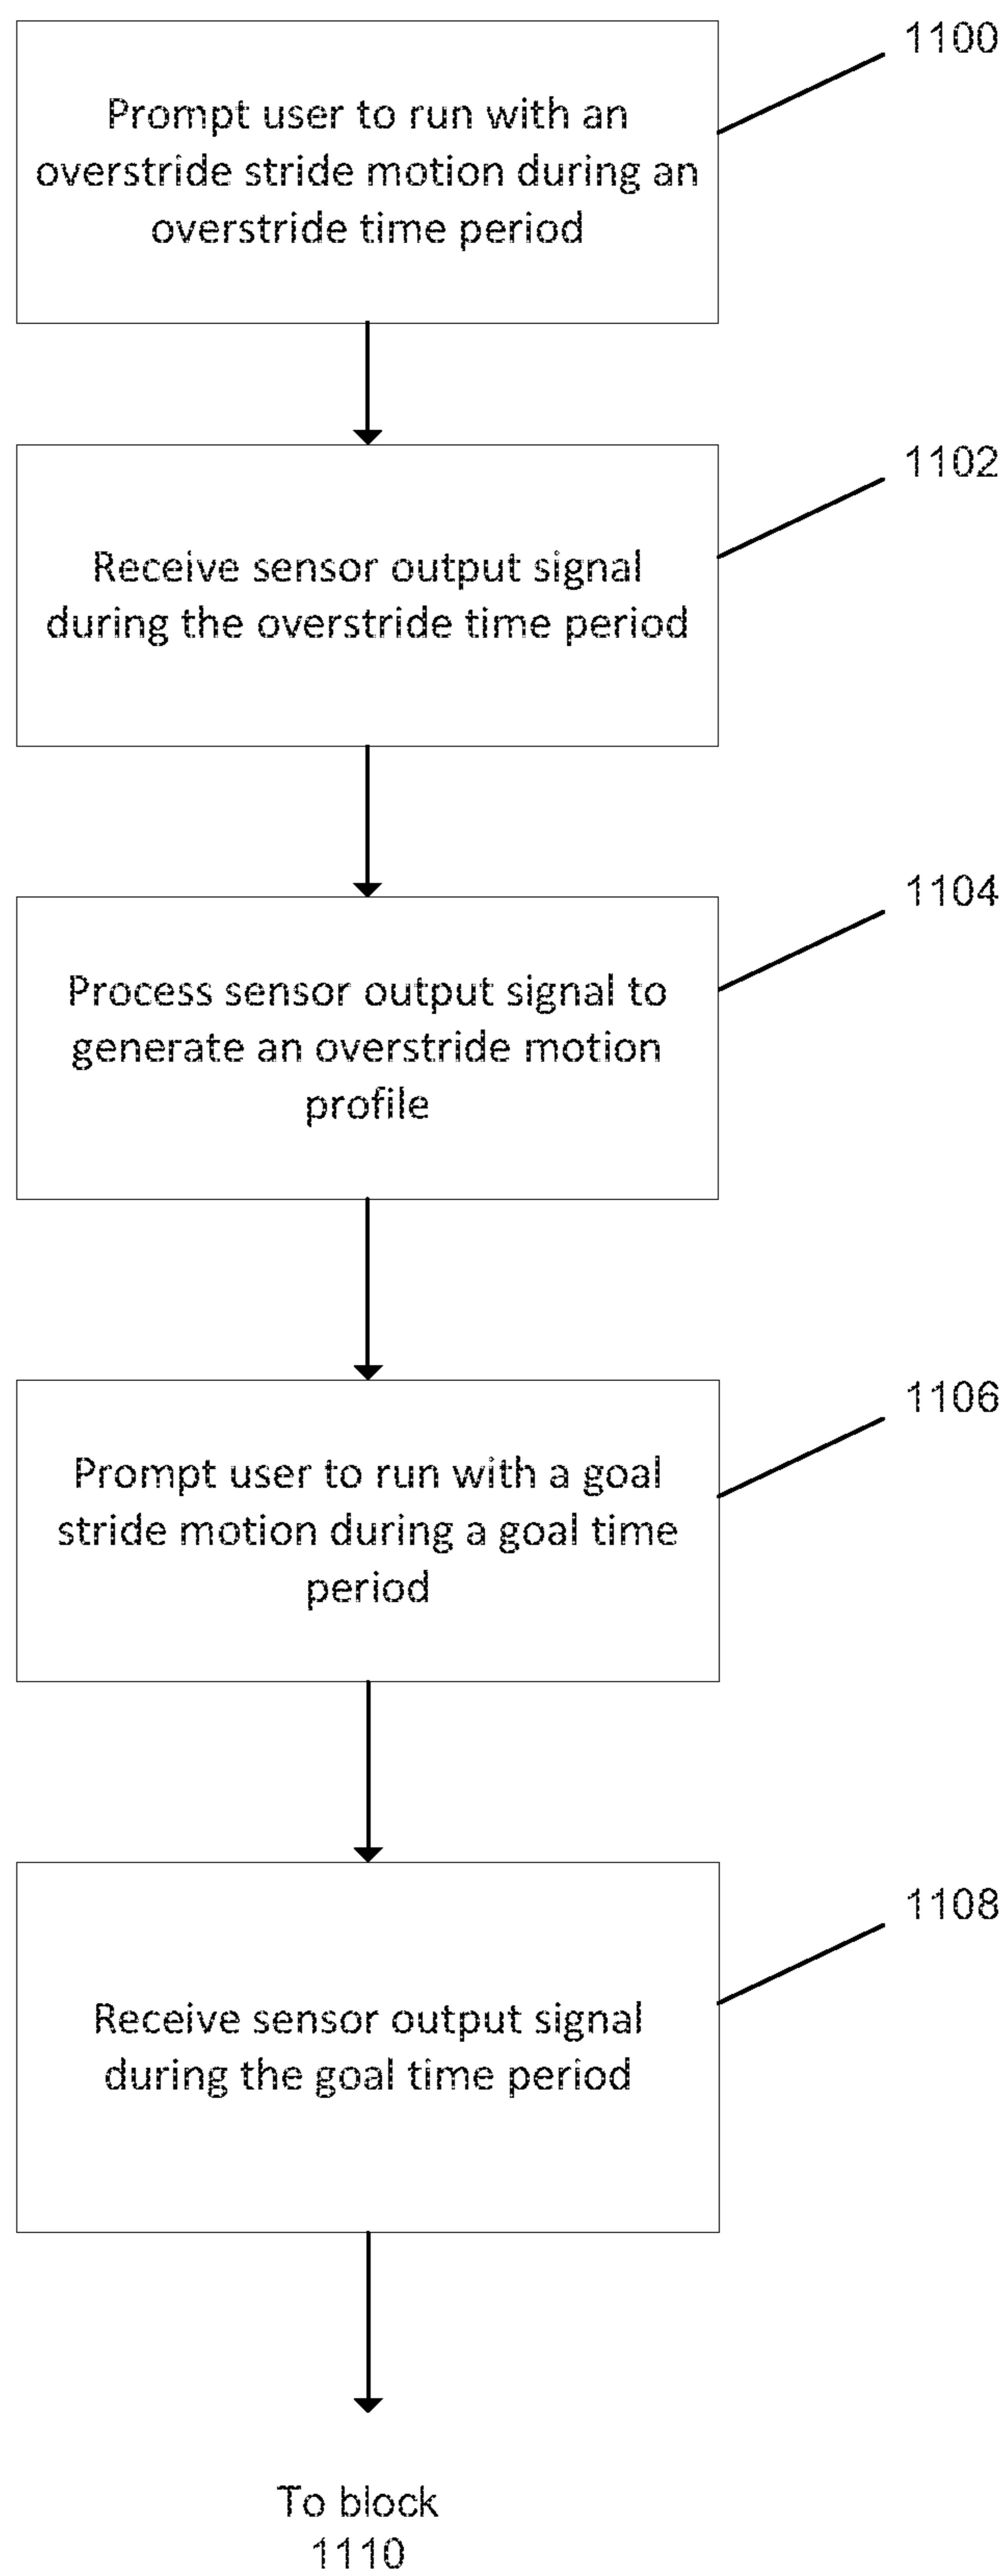 1100
Prompt user to run with an
overstride stride motion during an
overstride time period
1102
Receive sensor output signal
during the overstride time period
1104
Process sensor output signal to
generate an overstride motion
profile
1106
Prompt user to run with a goal
stride motion during a goal time
period
1108
Receive sensor output signal
during the goal time period
To block
1110